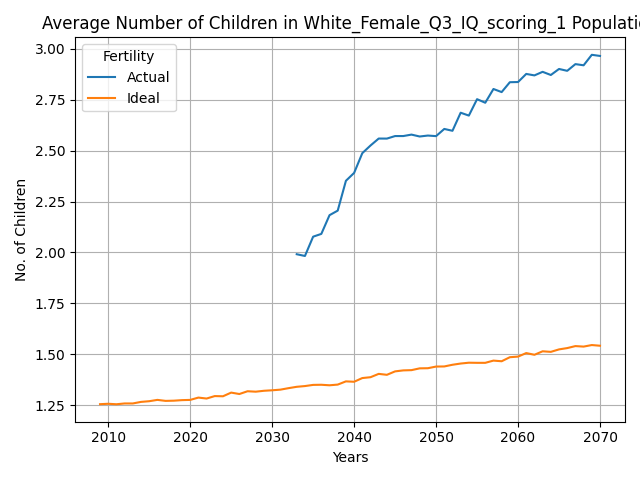 Average Number of Children in White_Female_Q3_IQ_scoring_1 Populatio
Fertility
Actual
Ideal
3.00
2.75
2.50
2.25
2.00
1.75
1.50
1.25
No. of Children
2010 2020 2030 2040 2050 2060 2070
Years